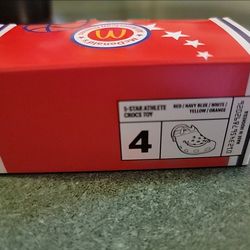 McDonald's
5-STAR ATHLETE
CROCS TOY
RED / NAVY BLUE / WHITE /
YELLOW / ORANGE
4